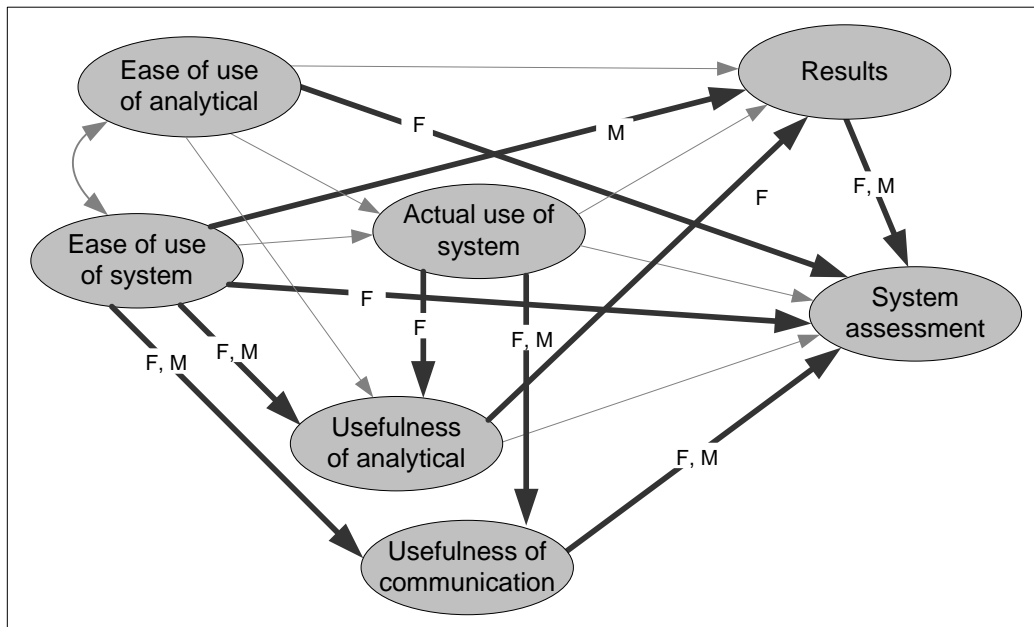 Ease of use
of analytical
Results
F
M
F, M
F
Actual use of
system
Ease of use
of system
System
assessment
F
F
F, M
F, M
F, M
Usefulness
of analytical
F, M
Usefulness of
communication